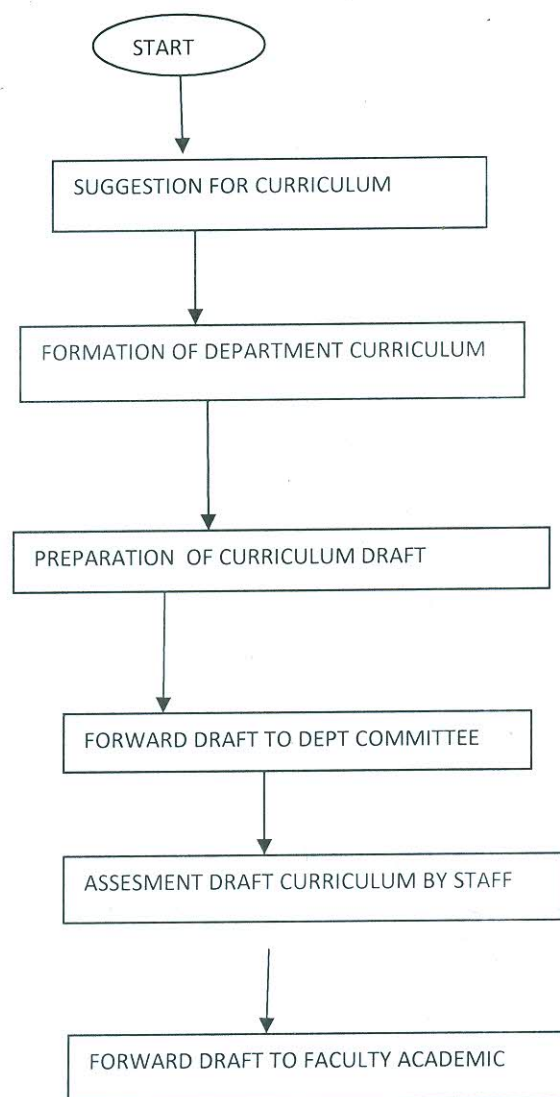 START
SUGGESTION FOR CURRICULUM
FORMATION OF DEPARTMENT CURRICULUM
PREPARATION OF CURRICULUM DRAFT
FORWARD DRAFT TO DEPT COMMITTEE
ASSESMENT DRAFT CURRICULUM BY STAFF
FORWARD DRAFT TO FACULTY ACADEMIC